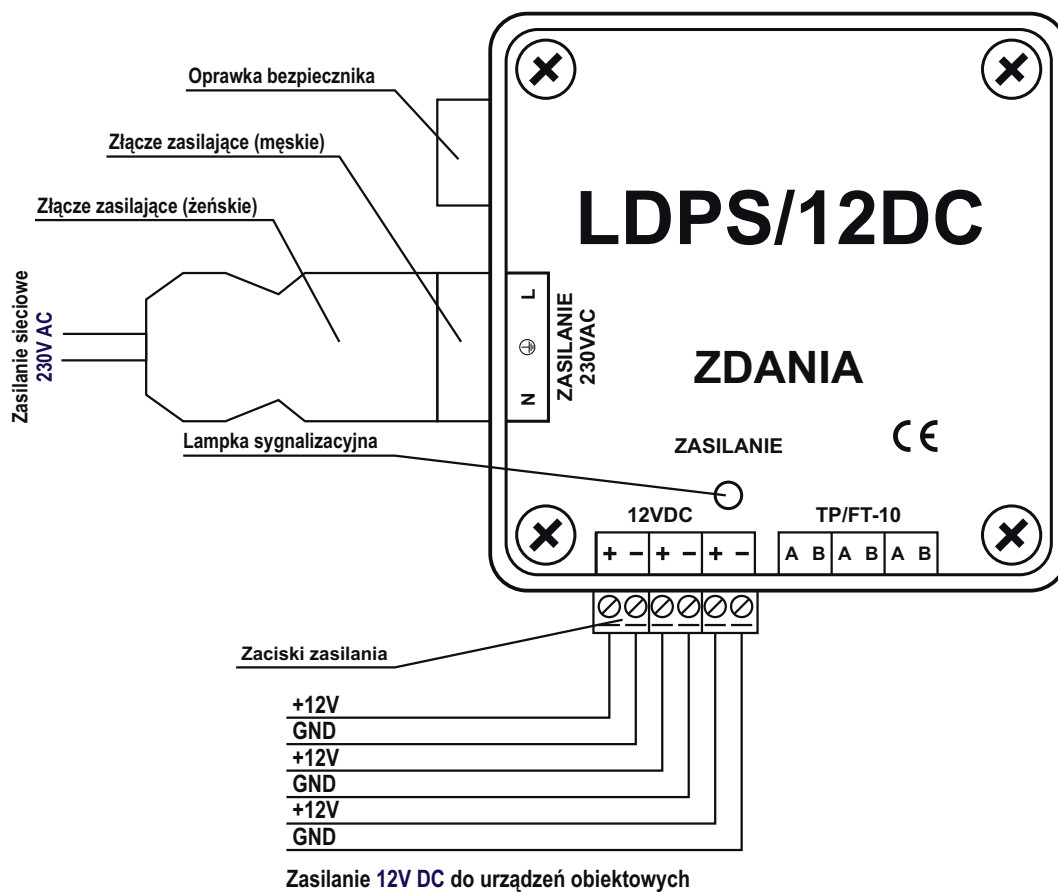 Oprawka bezpiecznika
Złącze zasilające (męskie)
Złącze zasilające (żeńskie)
LDPS/12DC
Zasilanie sieciowe
230V AC
L
N
ZASILANIE
230VAC
ZDANIA
Lampka sygnalizacyjna
ZASILANIE
CE
12VDC
TP/FT-10
+ − + − + −
A B A B A B
Zaciski zasilania
+12V
GND
+12V
GND
+12V
GND
Zasilanie 12V DC do urządzeń obiektowych